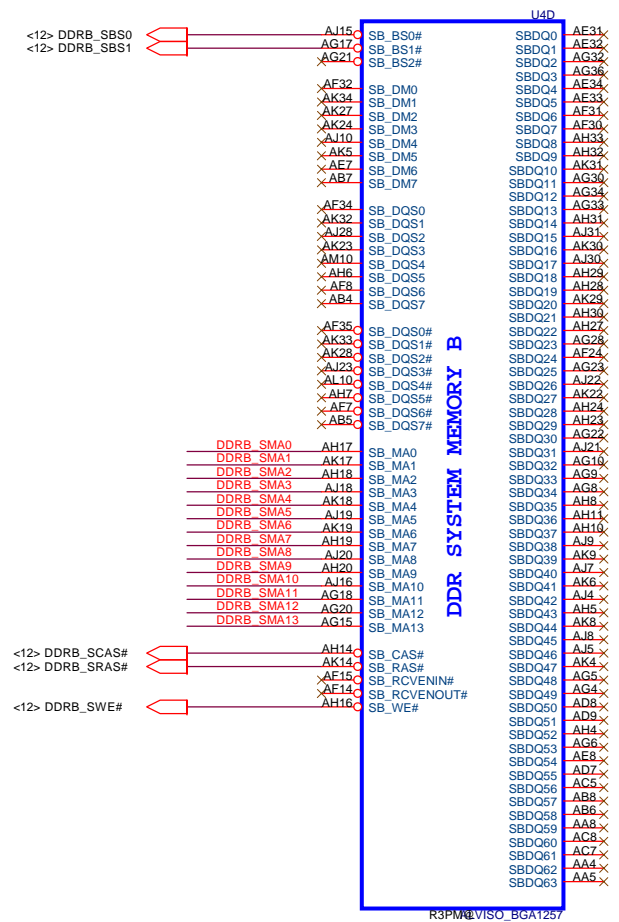 U4D
<12> DDRB_SBS0 AJ15 SB_BS0#
<12> DDRB_SBS1 AG17 SB_BS1#
AG21 SB_BS2#
AF32 SB_DM0
AK34 SB_DM1
AK27 SB_DM2
AK24 SB_DM3
AJ10 SB_DM4
AK5 SB_DM5
AE7 SB_DM6
AB7 SB_DM7
AF34 SB_DQS0
AK32 SB_DQS1
AJ28 SB_DQS2
AK23 SB_DQS3
AM10 SB_DQS4
AH6 SB_DQS5
AF8 SB_DQS6
AB4 SB_DQS7
AF35 SB_DQS0#
AK33 SB_DQS1#
AK28 SB_DQS2#
AJ23 SB_DQS3#
AL10 SB_DQS4#
AH7 SB_DQS5#
AF7 SB_DQS6#
AB5 SB_DQS7#
DDRB_SMA0 AH17 SB_MA0
DDRB_SMA1 AK17 SB_MA1
DDRB_SMA2 AH18 SB_MA2
DDRB_SMA3 AJ18 SB_MA3
DDRB_SMA4 AK18 SB_MA4
DDRB_SMA5 AJ19 SB_MA5
DDRB_SMA6 AK19 SB_MA6
DDRB_SMA7 AH19 SB_MA7
DDRB_SMA8 AJ20 SB_MA8
DDRB_SMA9 AH20 SB_MA9
DDRB_SMA10 AJ16 SB_MA10
DDRB_SMA11 AG18 SB_MA11
DDRB_SMA12 AG20 SB_MA12
DDRB_SMA13 AG15 SB_MA13
<12> DDRB_SCAS# AH14 SB_CAS#
<12> DDRB_SRAS# AK14 SB_RAS#
AF15 SB_RCVENIN#
AF14 SB_RCVENOUT#
<12> DDRB_SWE# AH16 SB_WE#
DDR SYSTEM MEMORY B
SBDQ0 AE31
SBDQ1 AE32
SBDQ2 AG32
SBDQ3 AG36
SBDQ4 AE34
SBDQ5 AE33
SBDQ6 AF31
SBDQ7 AF30
SBDQ8 AH33
SBDQ9 AH32
SBDQ10 AK31
SBDQ11 AG30
SBDQ12 AG34
SBDQ13 AG33
SBDQ14 AH31
SBDQ15 AJ31
SBDQ16 AK30
SBDQ17 AJ30
SBDQ18 AH29
SBDQ19 AH28
SBDQ20 AK29
SBDQ21 AH30
SBDQ22 AH27
SBDQ23 AG28
SBDQ24 AF24
SBDQ25 AG23
SBDQ26 AJ22
SBDQ27 AK22
SBDQ28 AH24
SBDQ29 AH23
SBDQ30 AG22
SBDQ31 AJ21
SBDQ32 AG10
SBDQ33 AG9
SBDQ34 AG8
SBDQ35 AH8
SBDQ36 AH11
SBDQ37 AH10
SBDQ38 AJ9
SBDQ39 AK9
SBDQ40 AJ7
SBDQ41 AK6
SBDQ42 AJ4
SBDQ43 AH5
SBDQ44 AK8
SBDQ45 AJ8
SBDQ46 AJ5
SBDQ47 AK4
SBDQ48 AG5
SBDQ49 AG4
SBDQ50 AD8
SBDQ51 AD9
SBDQ52 AH4
SBDQ53 AG6
SBDQ54 AE8
SBDQ55 AD7
SBDQ56 AC5
SBDQ57 AB8
SBDQ58 AB6
SBDQ59 AA8
SBDQ60 AC8
SBDQ61 AC7
SBDQ62 AA4
SBDQ63 AA5
R3PM@ ALVISO_BGA1257